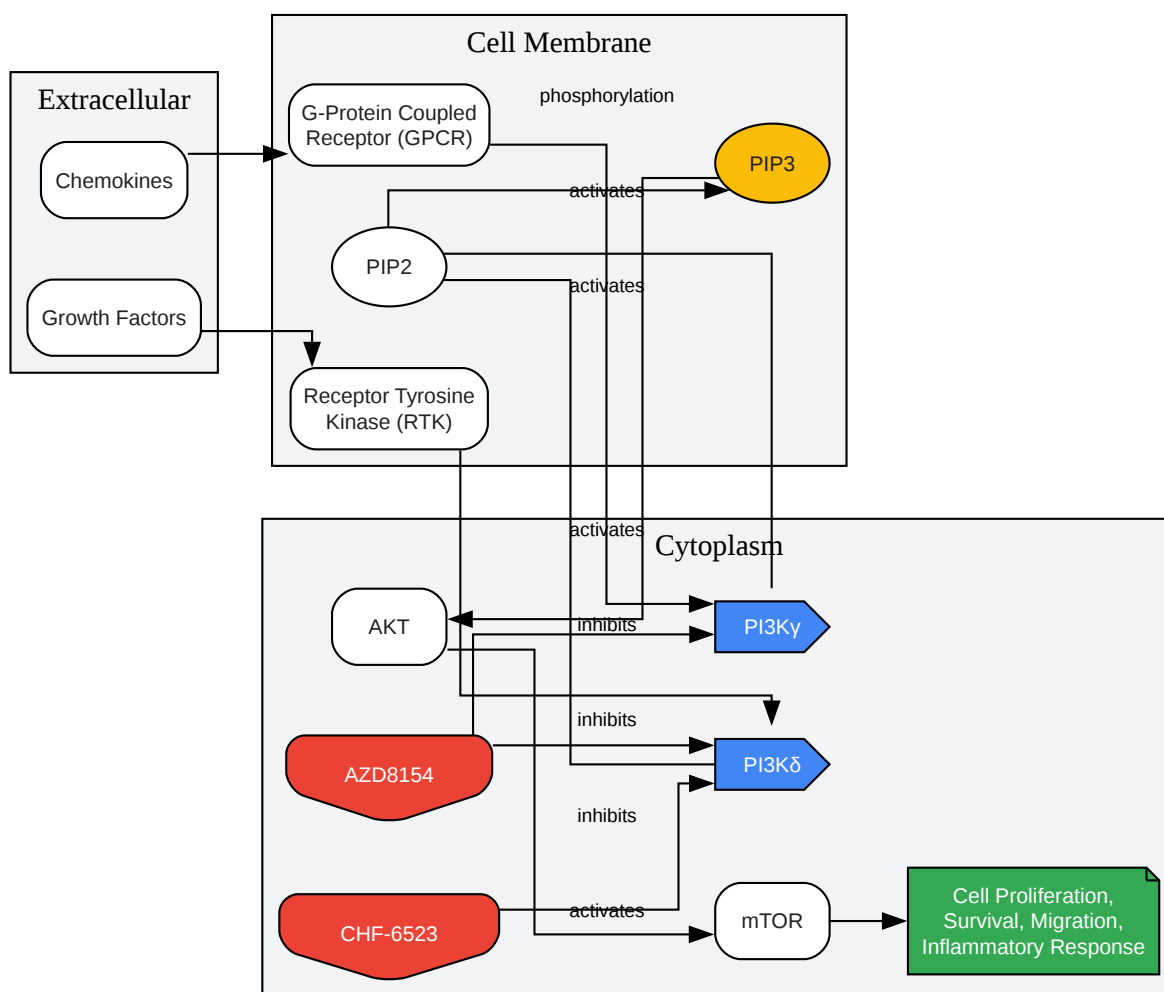 Cell Membrane
Extracellular
G-Protein Coupled
Receptor (GPCR)
phosphorylation
PIP3
Chemokines
activates
PIP2
activates
Growth Factors
Receptor Tyrosine
Kinase (RTK)
activates
Cytoplasm
AKT
inhibits
PI3Kγ
inhibits
AZD8154
PI3Kδ
inhibits
CHF-6523
activates
mTOR
Cell Proliferation,
Survival, Migration,
Inflammatory Response